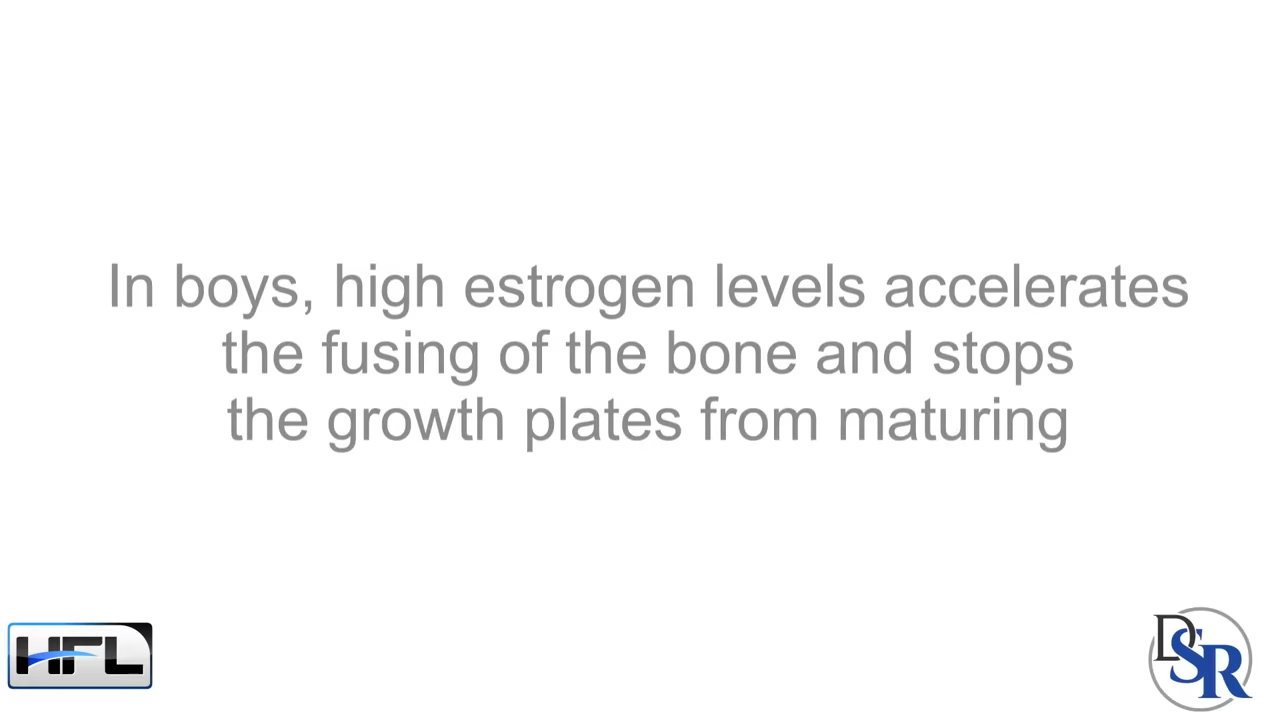 In boys, high estrogen levels accelerates
the fusing of the bone and stops
the growth plates from maturing
HFL
DSR